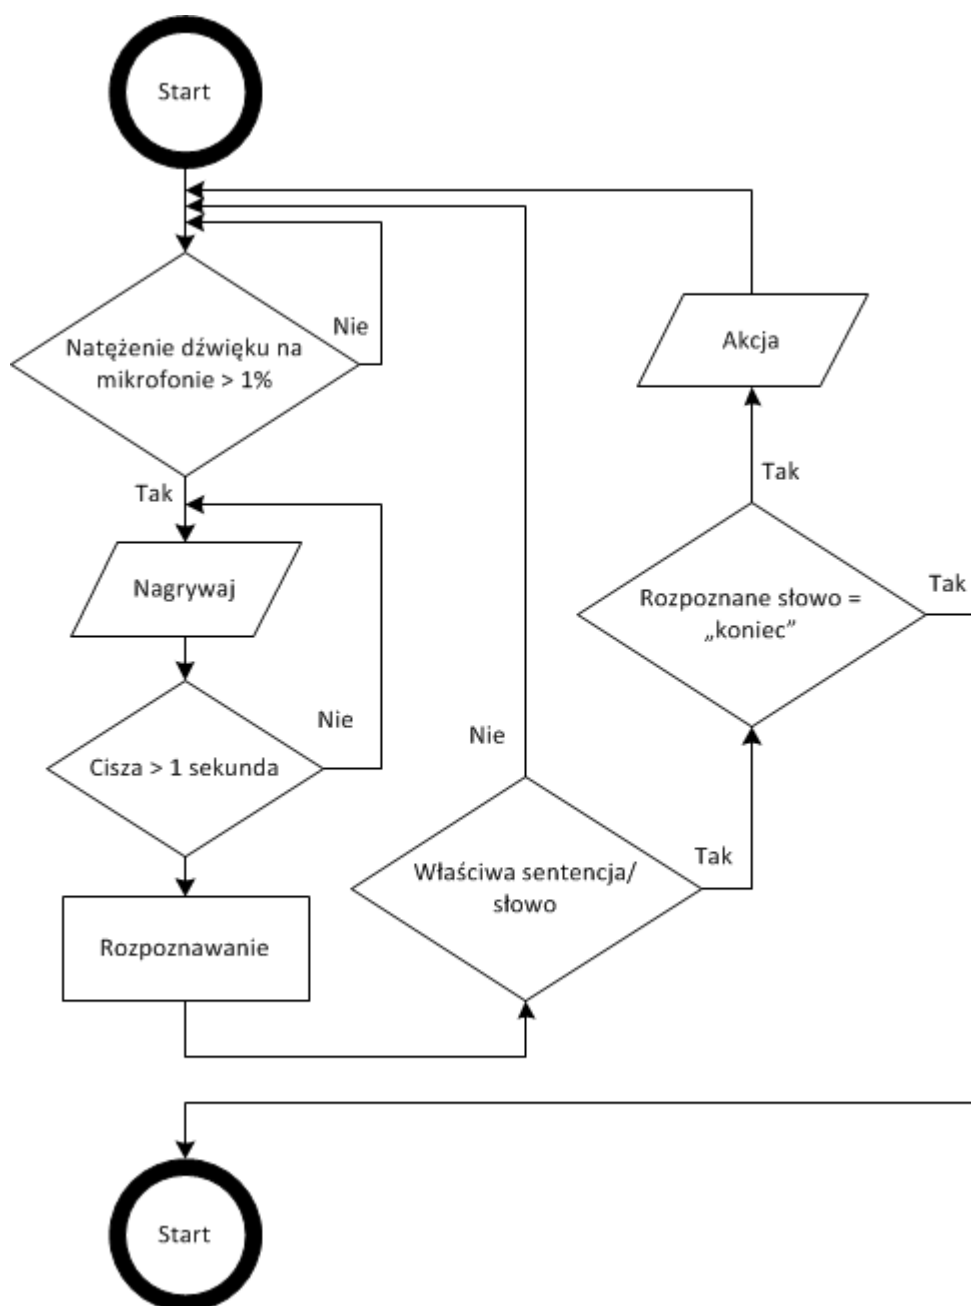 Start
Nie
Natężenie dźwięku na
mikrofonie > 1%
Tak
Nagrywaj
Nie
Cisza > 1 sekunda
Rozpoznawanie
Nie
Właściwa sentencja/
słowo
Tak
Rozpoznane słowo =
„koniec”
Tak
Akcja
Tak
Start